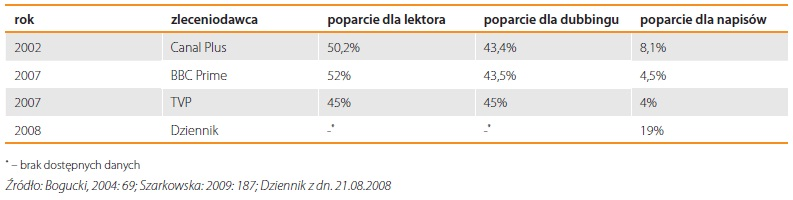 rok zleceniodawca poparcie dla lektora poparcie dla dubbingu poparcie dla napisów
2002 Canal Plus 50,2% 43,4% 8,1%
2007 BBC Prime 52% 43,5% 4,5%
2007 TVP 45% 45% 4%
2008 Dziennik -* -* 19%
* – brak dostępnych danych
Źródło: Bogucki, 2004: 69; Szarkowska: 2009: 187; Dziennik z dn. 21.08.2008